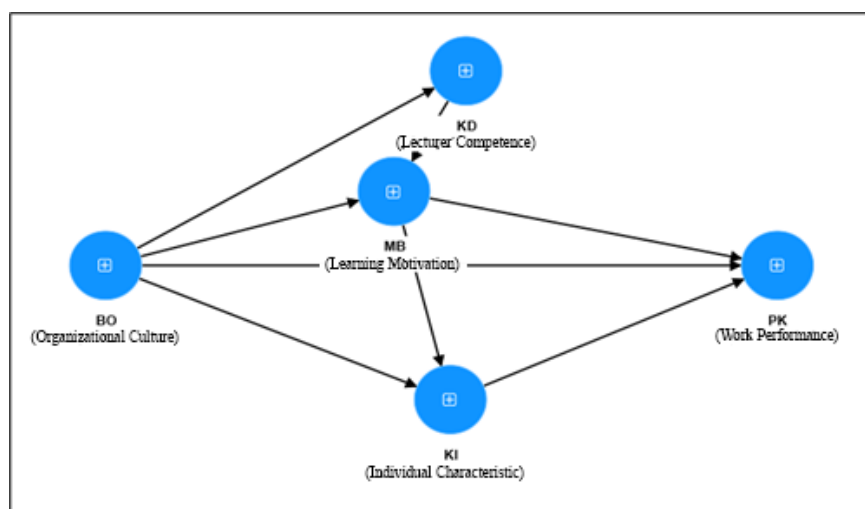 KD
(Lecturer Competence)
MB
(Learning Motivation)
BO
(Organizational Culture)
PK
(Work Performance)
KI
(Individual Characteristic)